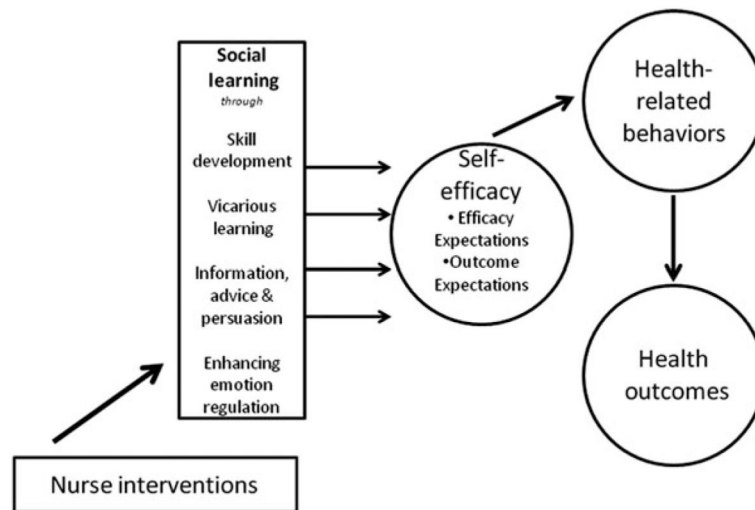 Social
learning
through
Skill
development
Vicarious
learning
Information,
advice &
persuasion
Enhancing
emotion
regulation
Nurse interventions
Self-
efficacy
• Efficacy
Expectations
•Outcome
Expectations
Health-
related
behaviors
Health
outcomes